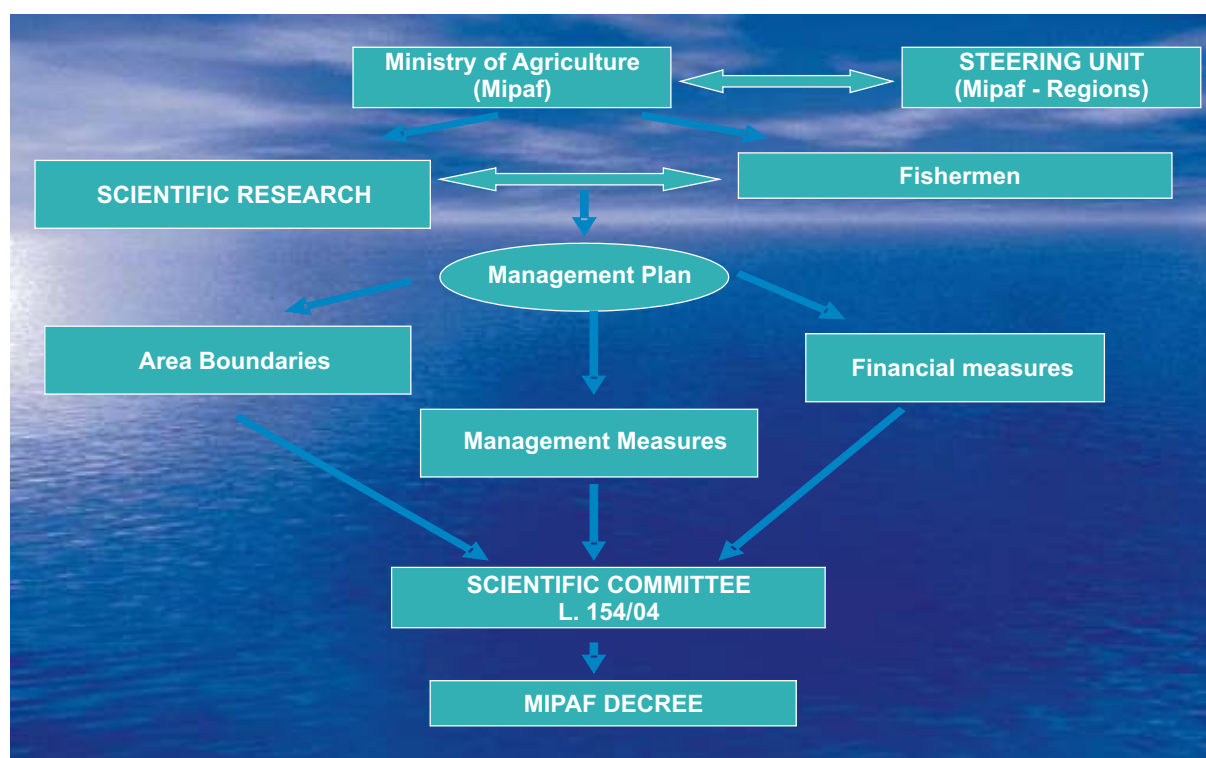 Ministry of Agriculture
(Mipaf)
STEERING UNIT
(Mipaf - Regions)
SCIENTIFIC RESEARCH
Fishermen
Management Plan
Area Boundaries
Financial measures
Management Measures
SCIENTIFIC COMMITTEE
L. 154/04
MIPAF DECREE